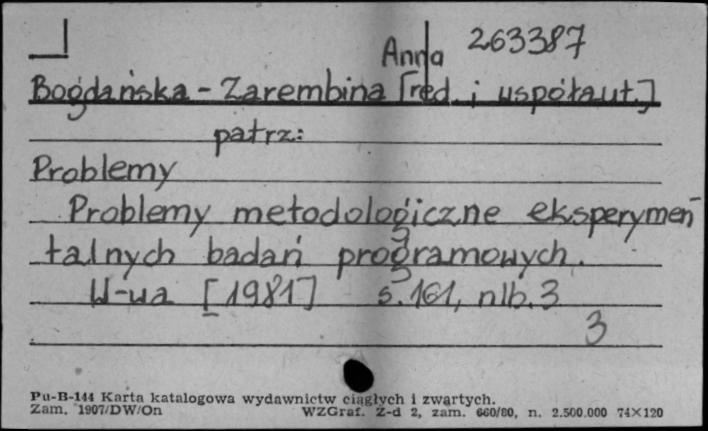 263387
Anna
Bogdańska - Zarembina [red. i współaut.]
patrz:
Problemy
Problemy metodologiczne eksperymen
talnych badań programowych.
W-wa [1981] s. 161, nlb. 3
3
Pu-B-144 Karta katalogowa wydawnictw ciągłych i zwartych.
Zam. 1907/DW/On WZGraf. Z-d 2, zam. 660/80, n. 2.500.000 74×120